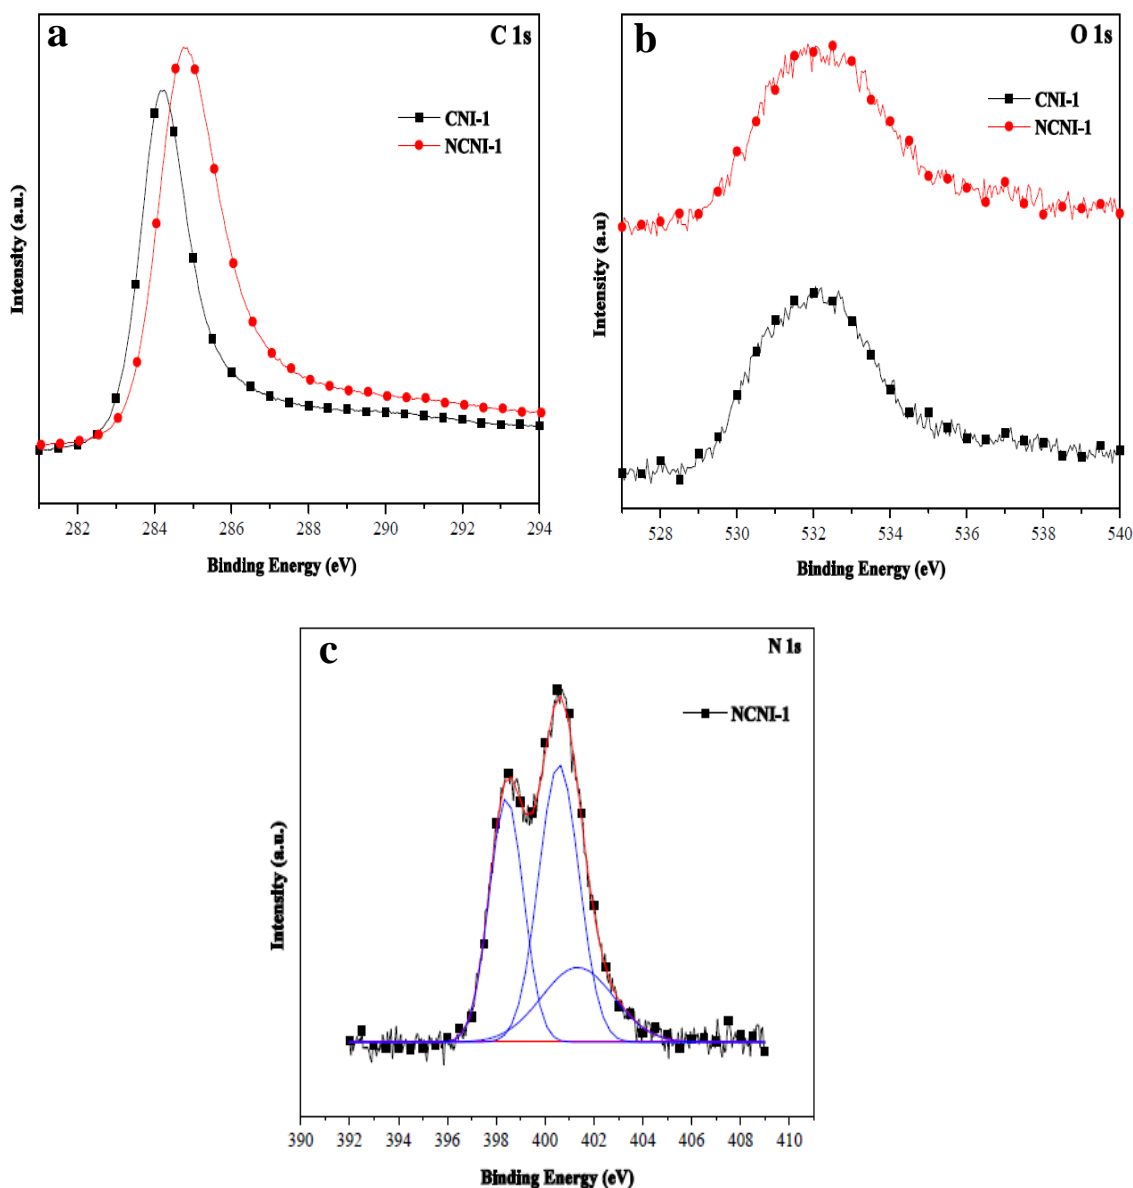 a
C 1s
CNI-1
NCNI-1
Intensity (a.u.)
282 284 286 288 290 292 294
Binding Energy (eV)
b
O 1s
CNI-1
NCNI-1
Intensity (a.u)
528 530 532 534 536 538 540
Binding Energy (eV)
c
N 1s
NCNI-1
Intensity (a.u.)
390 392 394 396 398 400 402 404 406 408 410
Binding Energy (eV)